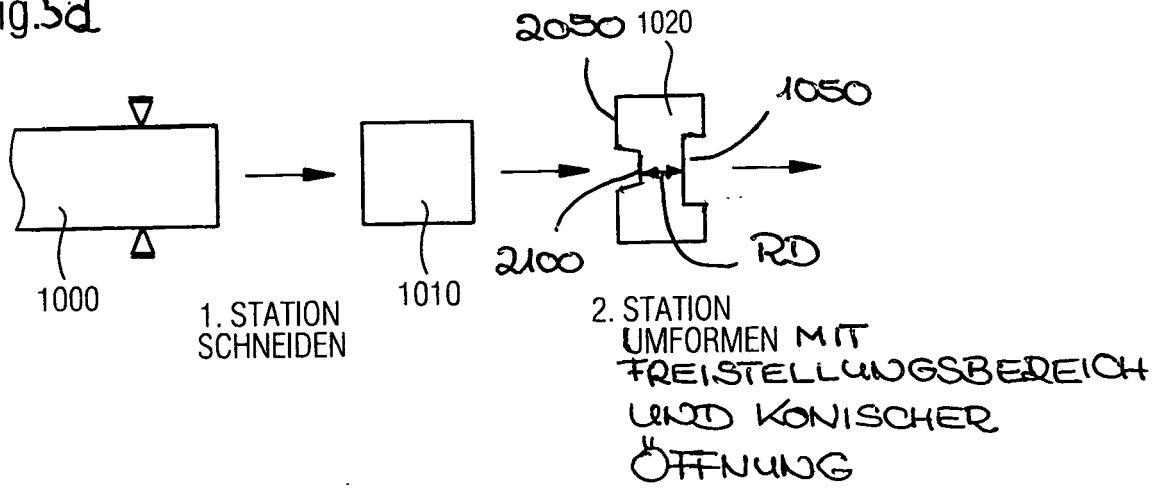 ig.5d
2050 1020
1050
2100
RD
1000
1010
1. STATION
SCHNEIDEN
2. STATION
UMFORMEN MIT
FREISTELLUNGSBEREICH
UND KONISCHER
ÖFFNUNG